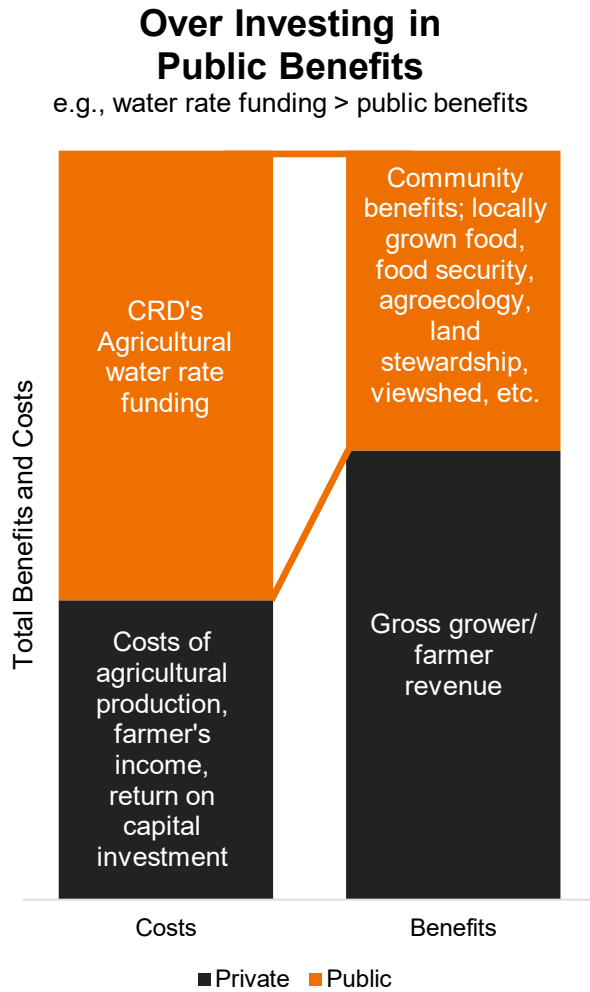 Over Investing in
Public Benefits
e.g., water rate funding > public benefits
Total Benefits and Costs
CRD's
Agricultural
water rate
funding
Costs of
agricultural
production,
farmer's
income,
return on
capital
investment
Community
benefits; locally
grown food,
food security,
agroecology,
land
stewardship,
viewshed, etc.
Gross grower/
farmer
revenue
Costs
Benefits
Private
Public